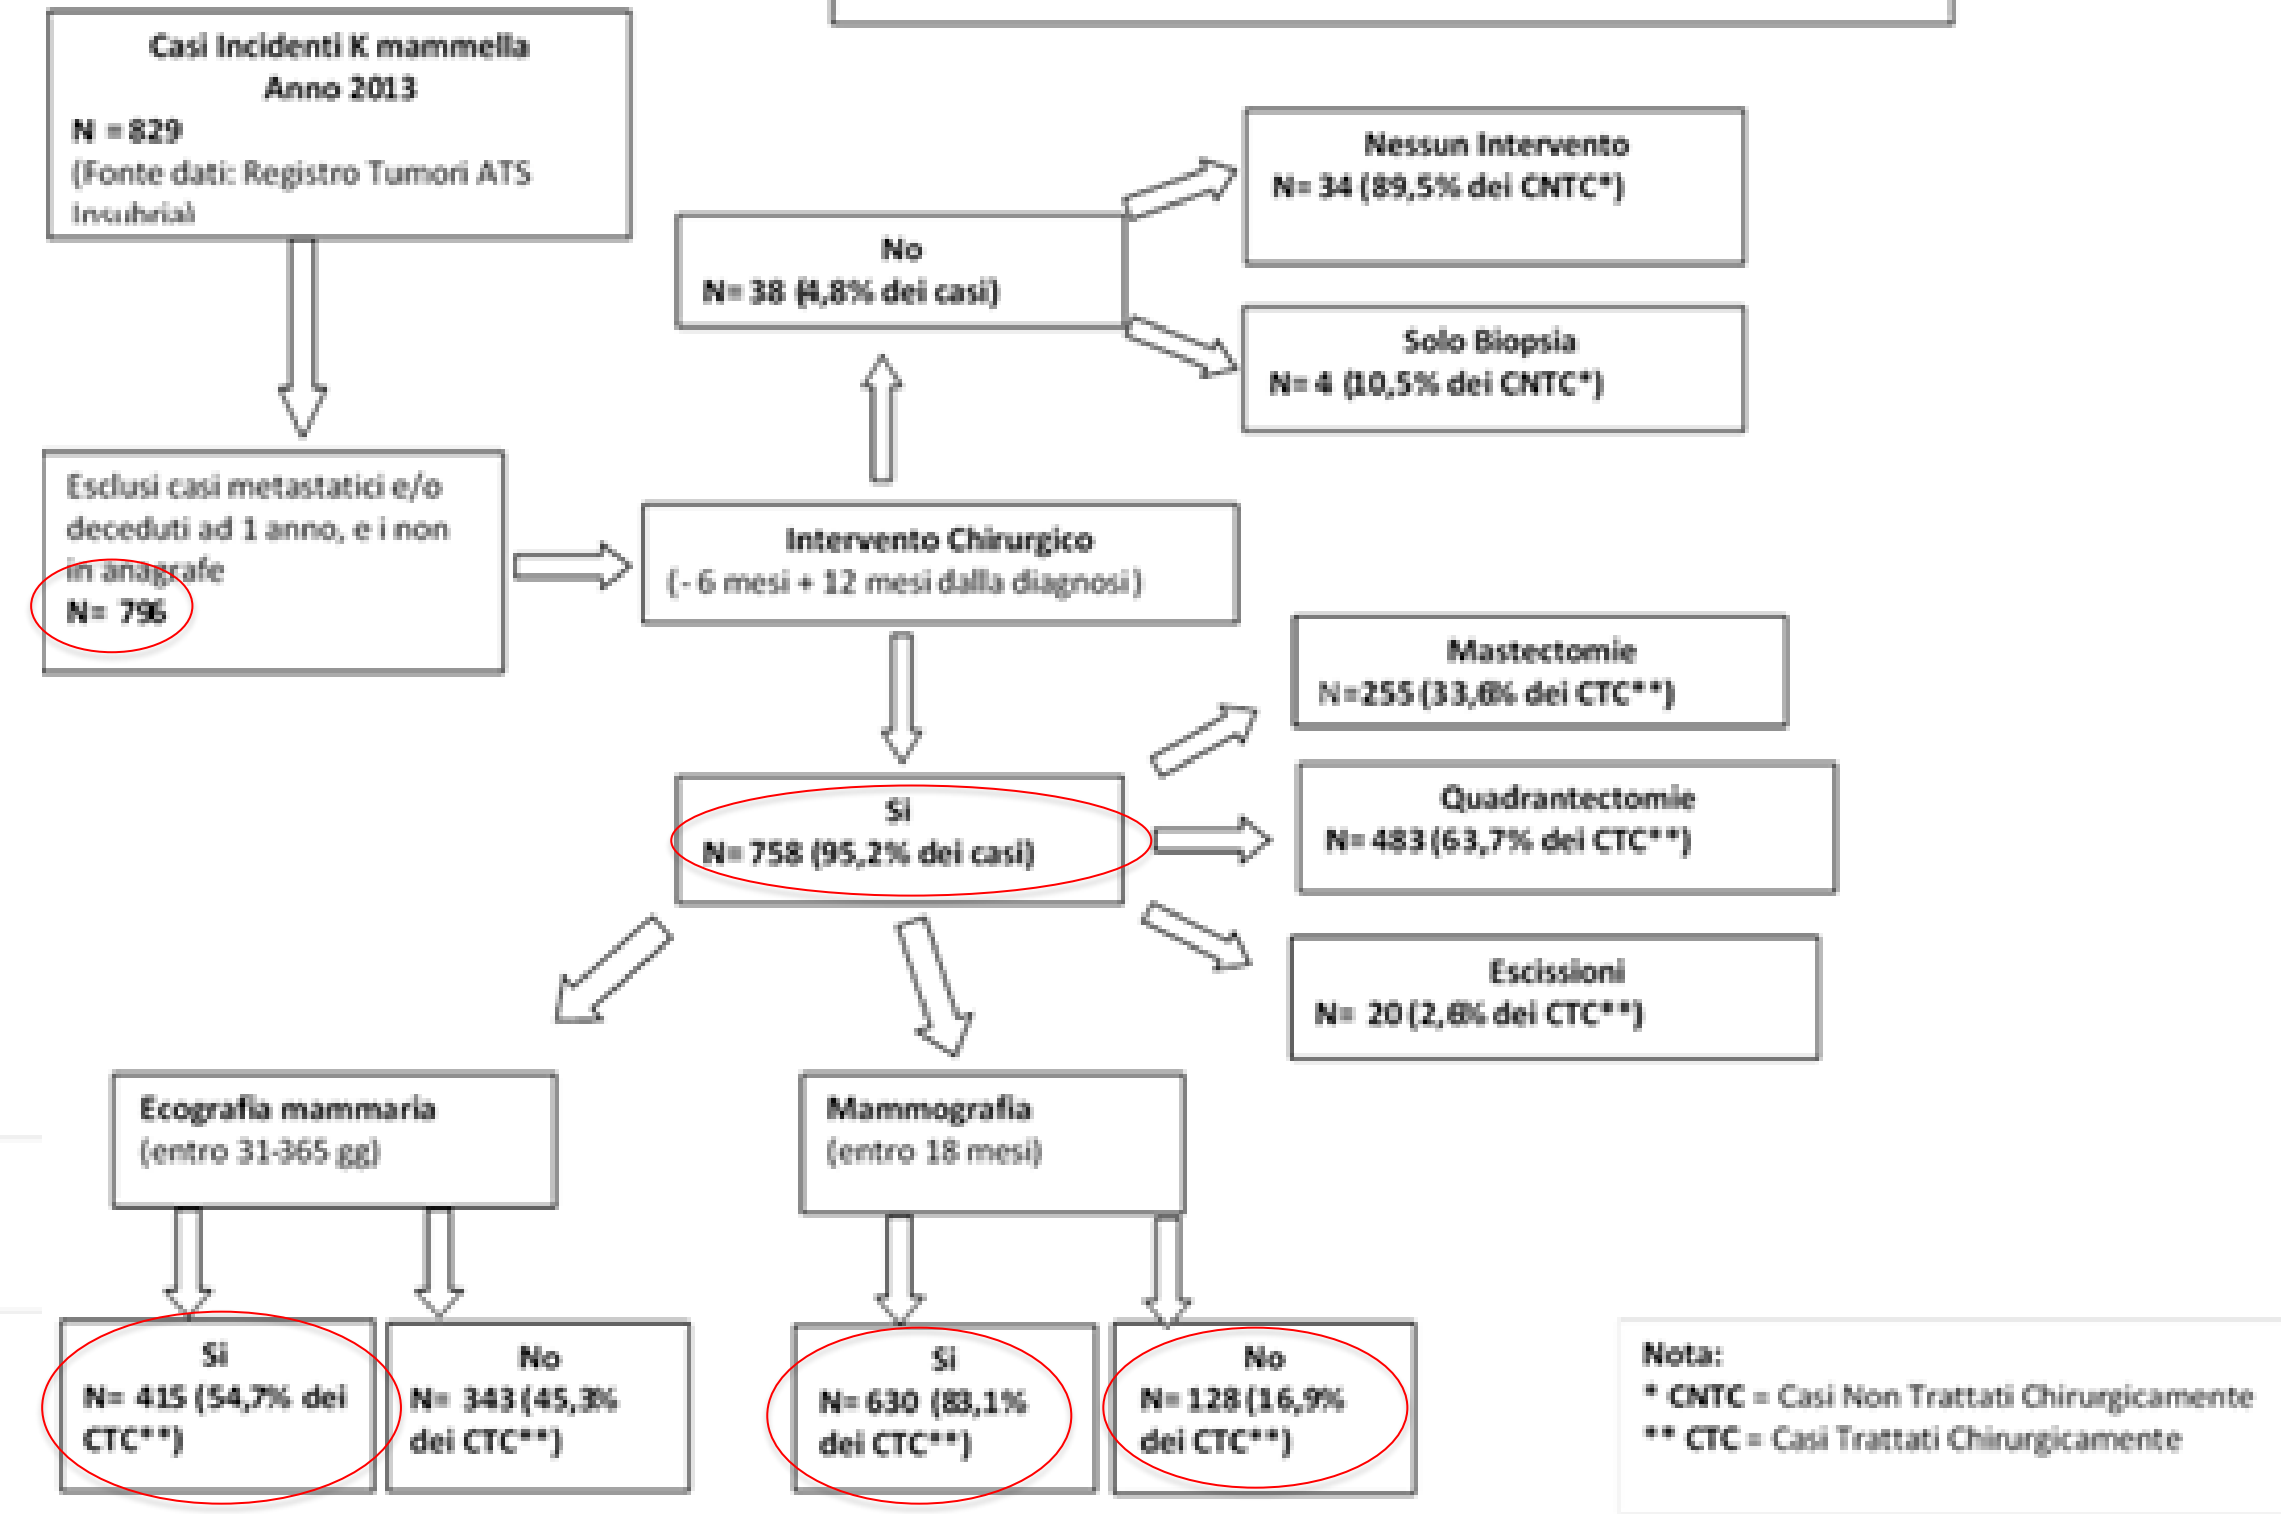 Casi Incidenti K mammella
Anno 2013
N = 829
(Fonte dati: Registro Tumori ATS
Insubria)
Nessun Intervento
N= 34 (89,5% dei CNTC*)
No
N= 38 (4,8% dei casi)
Solo Biopsia
N= 4 (10,5% dei CNTC*)
Esclusi casi metastatici e/o
deceduti ad 1 anno, e i non
in anagrafe
N= 796
Intervento Chirurgico
(- 6 mesi + 12 mesi dalla diagnosi)
Mastectomie
N=255 (33,6% dei CTC**)
Si
N= 758 (95,2% dei casi)
Quadrantectomie
N= 483 (63,7% dei CTC**)
Escissioni
N= 20 (2,6% dei CTC**)
Ecografia mammaria
(entro 31-365 gg)
Mammografia
(entro 18 mesi)
Si
N= 415 (54,7% dei
CTC**)
No
N= 343 (45,3%
dei CTC**)
Si
N= 630 (83,1%
dei CTC**)
No
N= 128 (16,9%
dei CTC**)
Nota:
* CNTC = Casi Non Trattati Chirurgicamente
** CTC = Casi Trattati Chirurgicamente